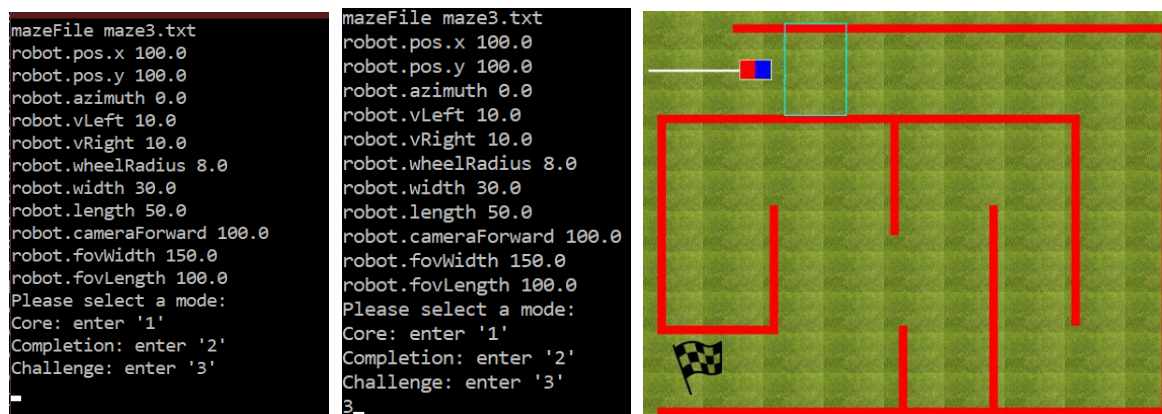 mazeFile maze3.txt
robot.pos.x 100.0
robot.pos.y 100.0
robot.azimuth 0.0
robot.vLeft 10.0
robot.vRight 10.0
robot.wheelRadius 8.0
robot.width 30.0
robot.length 50.0
robot.cameraForward 100.0
robot.fovWidth 150.0
robot.fovLength 100.0
Please select a mode:
Core: enter '1'
Completion: enter '2'
Challenge: enter '3'
mazeFile maze3.txt
robot.pos.x 100.0
robot.pos.y 100.0
robot.azimuth 0.0
robot.vLeft 10.0
robot.vRight 10.0
robot.wheelRadius 8.0
robot.width 30.0
robot.length 50.0
robot.cameraForward 100.0
robot.fovWidth 150.0
robot.fovLength 100.0
Please select a mode:
Core: enter '1'
Completion: enter '2'
Challenge: enter '3'
3